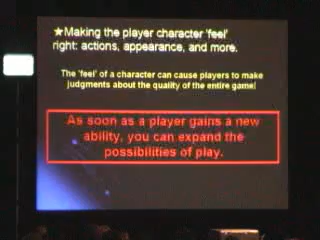 ★Making the player character 'feel'
right: actions, appearance, and more.
The 'feel' of a character can cause players to make
judgments about the quality of the entire game!
As soon as a player gains a new
ability, you can expand the
possibilities of play.